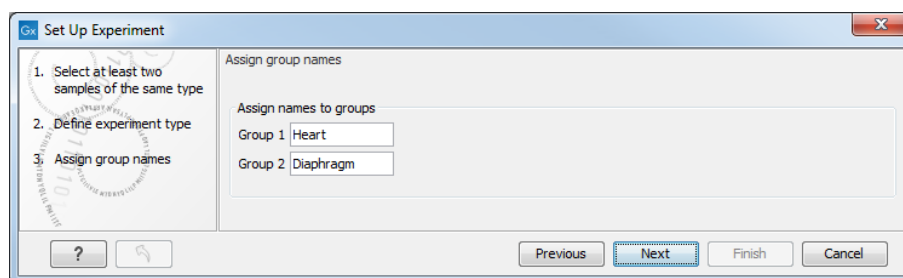 Gx Set Up Experiment
1. Select at least two
samples of the same type
2. Define experiment type
3. Assign group names
Assign group names
Assign names to groups
Group 1 Heart
Group 2 Diaphragm
? Previous Next Finish Cancel